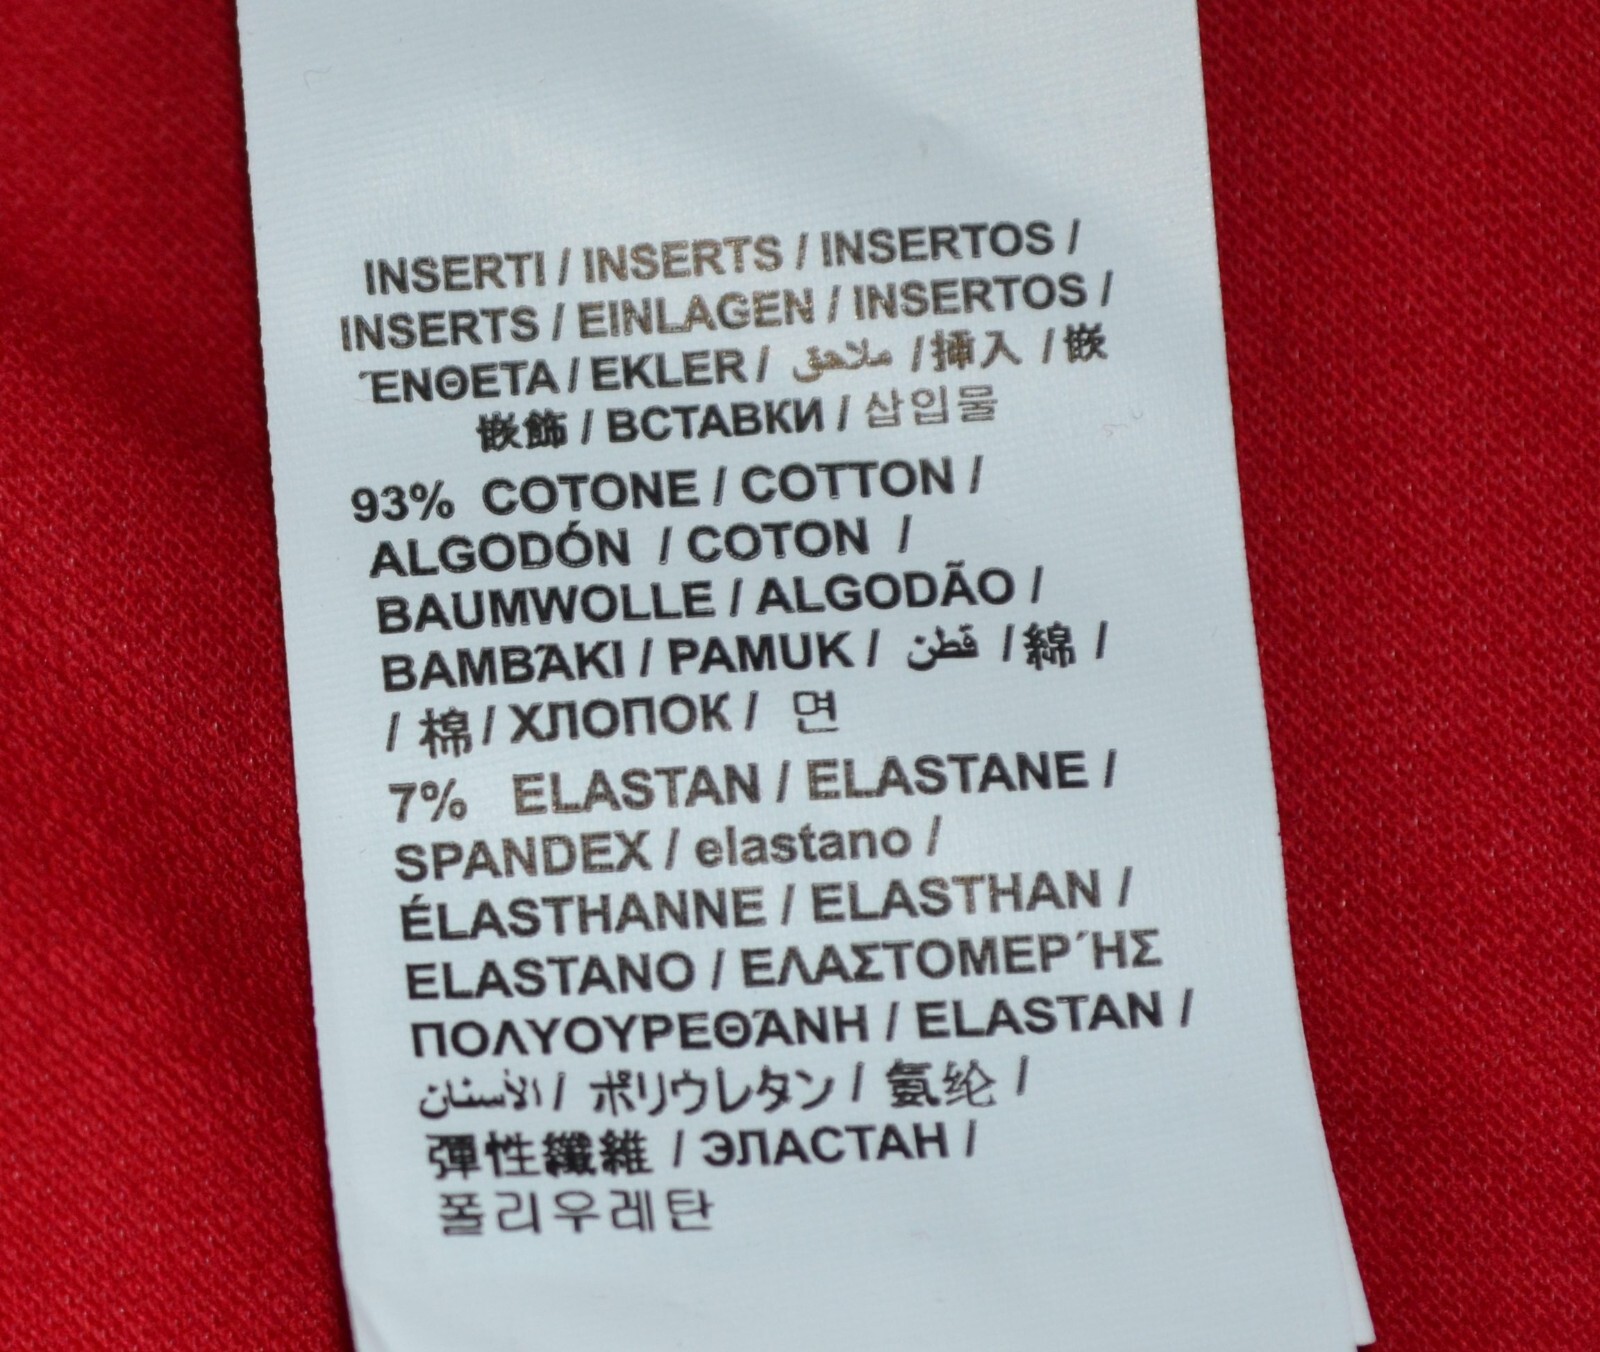 INSERTI / INSERTS / INSERTOS /
INSERTS / EINLAGEN / INSERTOS /
ΈΝΘΕΤΑ / EKLER / ملاحق / 挿入 / 嵌
嵌飾 / ВСТАВКИ / 삽입물
93% COTONE / COTTON /
ALGODÓN / COTON /
BAUMWOLLE / ALGODÃO /
ΒΑΜΒΆΚΙ / PAMUK / قطن / 綿 /
/ 棉 / ХЛОПОК / 면
7% ELASTAN / ELASTANE /
SPANDEX / elastano /
ÉLASTHANNE / ELASTHAN /
ELASTANO / ΕΛΑΣΤΟΜΕΡΉΣ
ΠΟΛΥΟΥΡΕΘΆΝΗ / ELASTAN /
الأستان / ポリウレタン / 氨纶 /
彈性纖維 / ЭЛАСТАН /
폴리우레탄